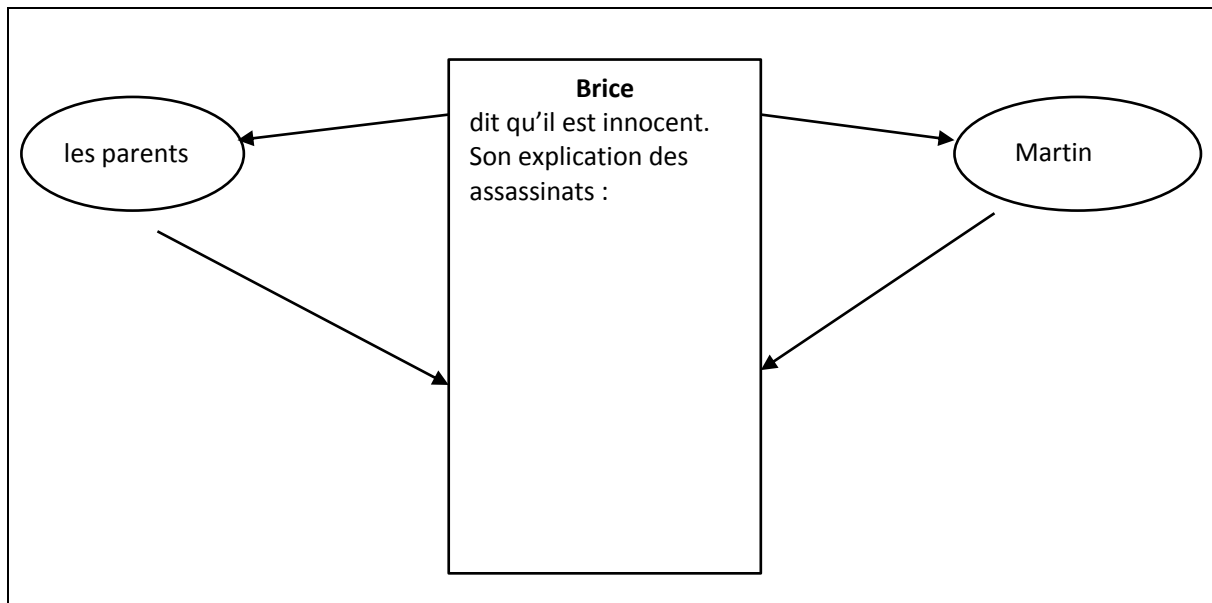 les parents
Brice
dit qu’il est innocent.
Son explication des
assassinats :
Martin